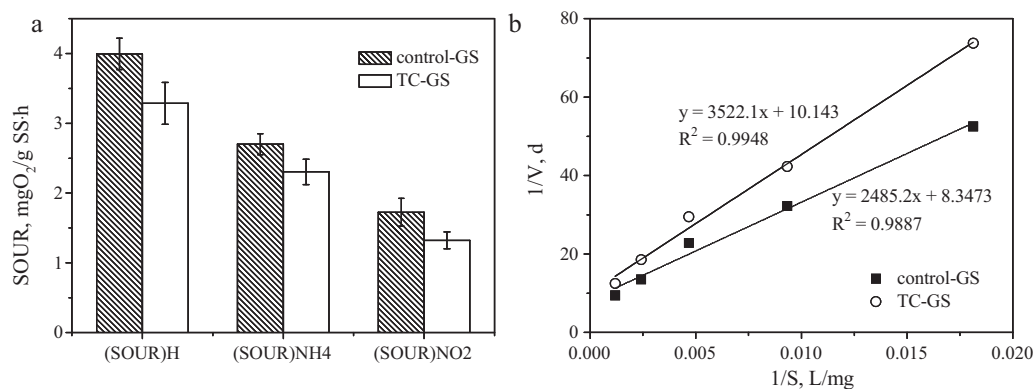 a
SOUR, mgO₂/g SS·h
4
3
2
1
0
control-GS
TC-GS
(SOUR)H
(SOUR)NH4
(SOUR)NO2
b
1/V, d
80
60
40
20
0
y = 3522.1x + 10.143
R² = 0.9948
y = 2485.2x + 8.3473
R² = 0.9887
control-GS
TC-GS
0.000
0.005
0.010
0.015
0.020
1/S, L/mg